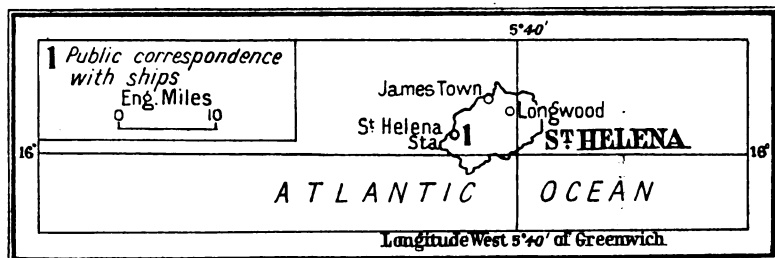 5°40'
1 Public correspondence
with ships
Eng. Miles
0 10
James Town
Longwood
St. Helena
Sta.
1
ST. HELENA
16° 16°
ATLANTIC OCEAN
Longitude West 5°40' of Greenwich